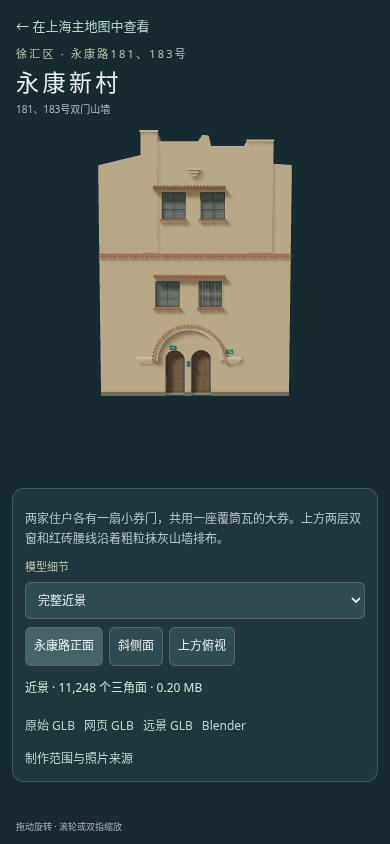 ← 在上海主地图中查看
徐汇区 · 永康路181、183号
永康新村
181、183号双门山墙
两家住户各有一扇小券门，共用一座覆筒瓦的大券。上方两层双
窗和红砖腰线沿着粗粒抹灰山墙排布。
模型细节
完整近景
永康路正面
斜侧面
上方俯视
近景 · 11,248 个三角面 · 0.20 MB
原始 GLB 网页 GLB 远景 GLB Blender
制作范围与照片来源
拖动旋转 · 滚轮或双指缩放